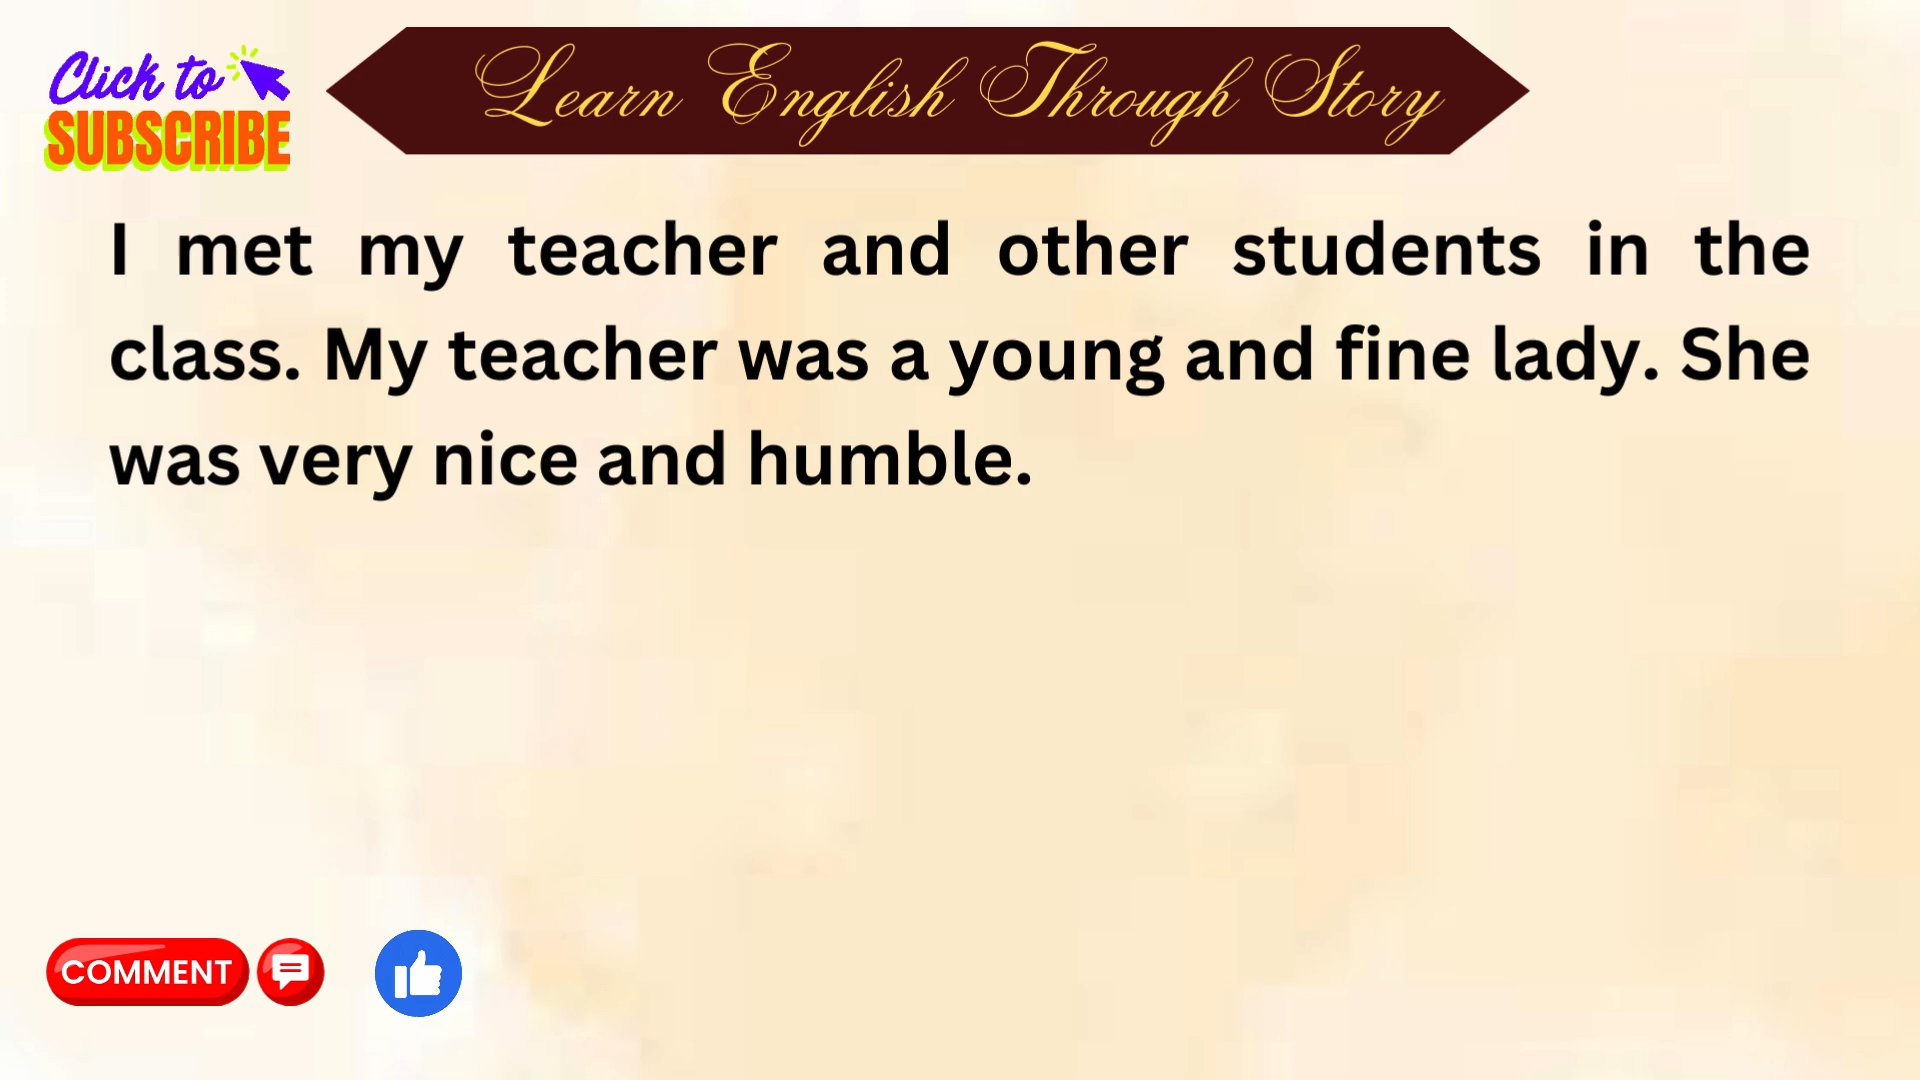 Click to
SUBSCRIBE
Learn English Through Story
I met my teacher and other students in the
class. My teacher was a young and fine lady. She
was very nice and humble.
COMMENT